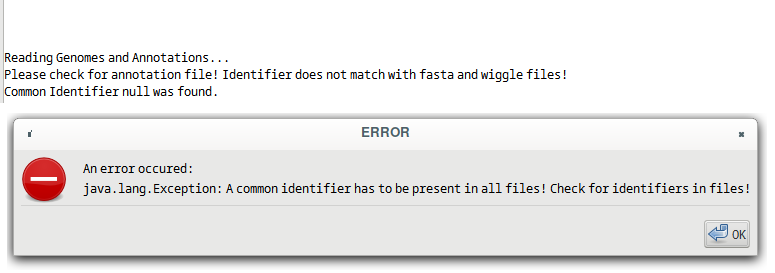 Reading Genomes and Annotations...
Please check for annotation file! Identifier does not match with fasta and wiggle files!
Common Identifier null was found.
ERROR
An error occured:
java.lang.Exception: A common identifier has to be present in all files! Check for identifiers in files!
OK